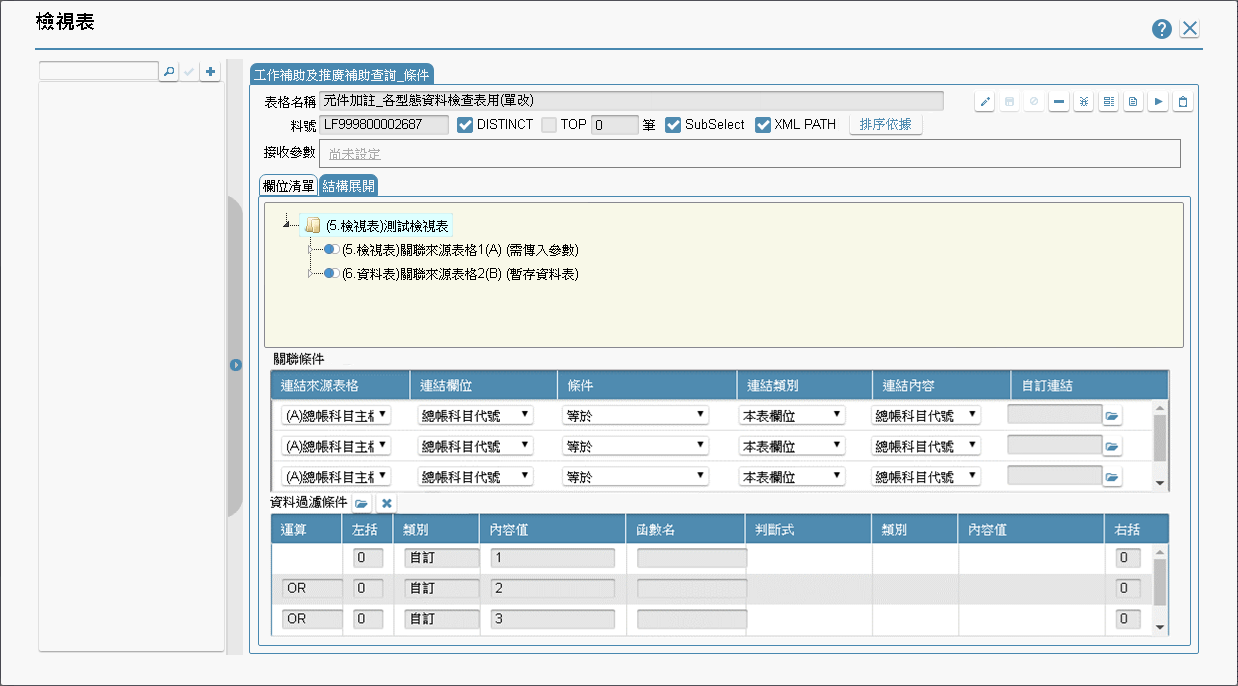 檢視表
工作補助及推廣補助查詢_條件
表格名稱 元件加註_各型態資料檢查表用(單改)
料號 LF999800002687 DISTINCT TOP 0 筆 SubSelect XML PATH 排序依據
接收參數 尚未設定
欄位清單 結構展開
(5.檢視表)測試檢視表
(5.檢視表)關聯來源表格1(A) (需傳入參數)
(6.資料表)關聯來源表格2(B) (暫存資料表)
關聯條件
連結來源表格 連結欄位 條件 連結類別 連結內容 自訂連結
(A)總帳科目主 總帳科目代號 等於 本表欄位 總帳科目代號
(A)總帳科目主 總帳科目代號 等於 本表欄位 總帳科目代號
(A)總帳科目主 總帳科目代號 等於 本表欄位 總帳科目代號
資料過濾條件
運算 左括 類別 內容值 函數名 判斷式 類別 內容值 右括
0 自訂 1 0
OR 0 自訂 2 0
OR 0 自訂 3 0